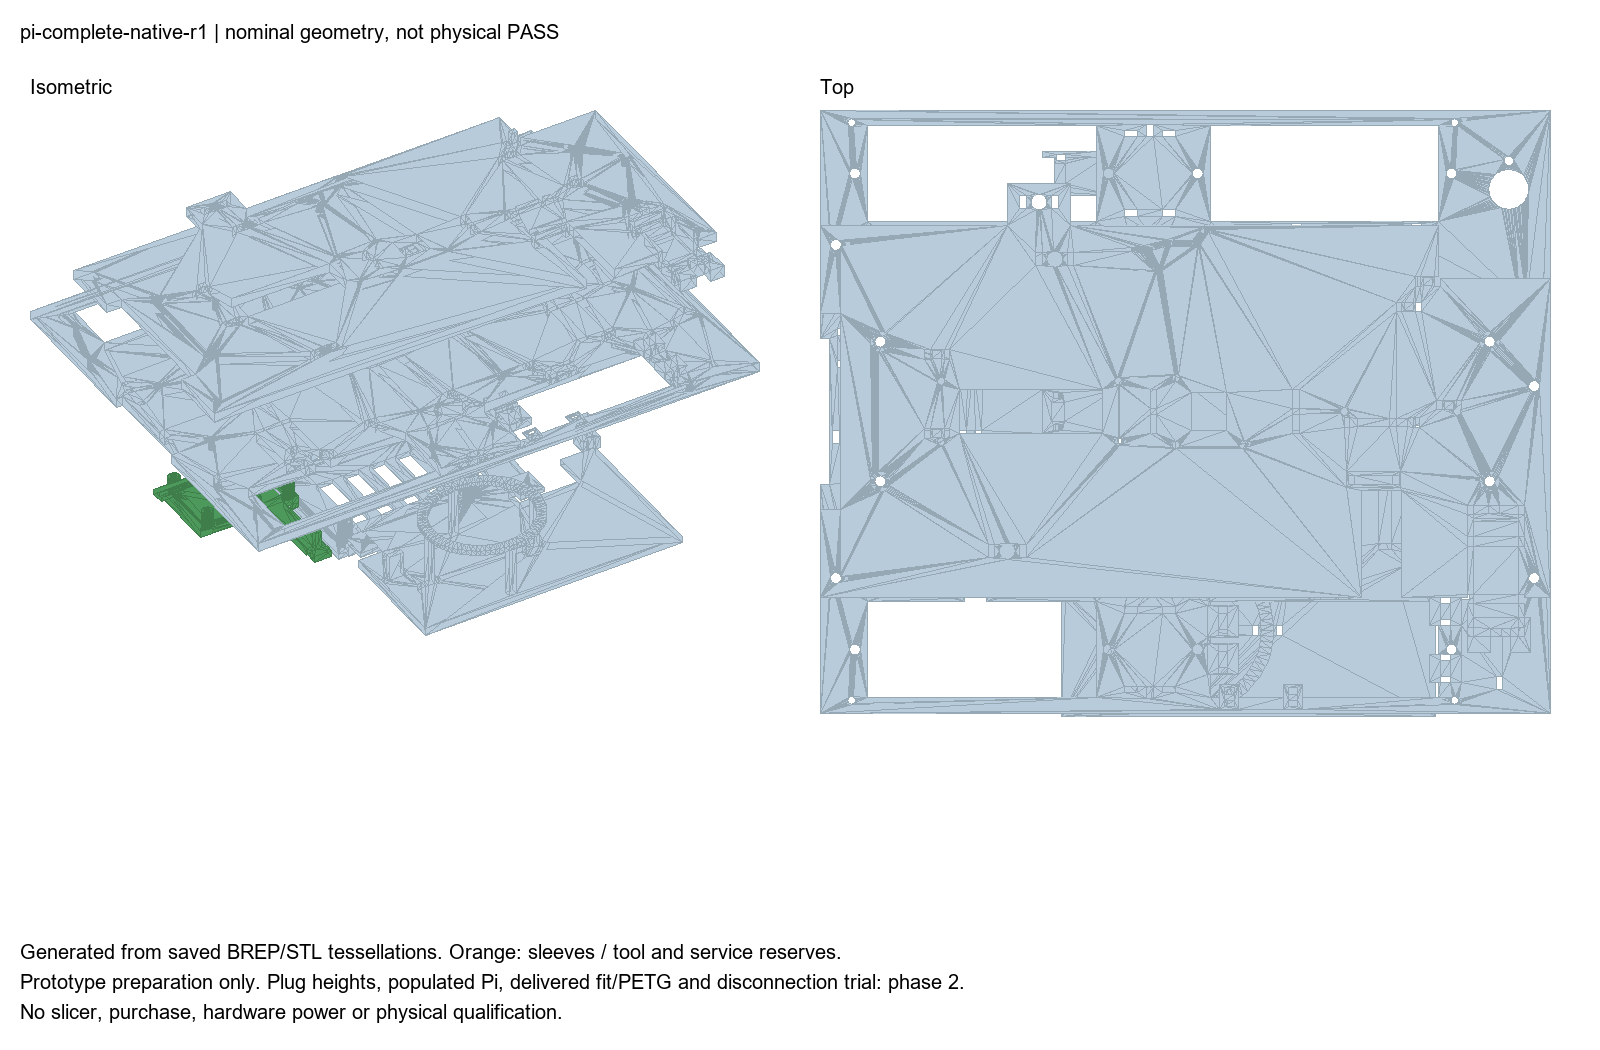 pi-complete-native-r1 | nominal geometry, not physical PASS
Isometric
Top
Generated from saved BREP/STL tessellations. Orange: sleeves / tool and service reserves.
Prototype preparation only. Plug heights, populated Pi, delivered fit/PETG and disconnection trial: phase 2.
No slicer, purchase, hardware power or physical qualification.